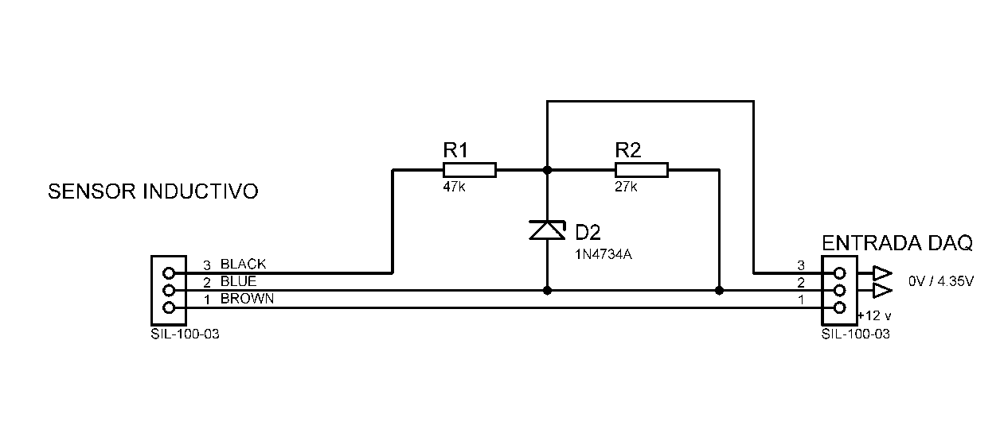 R1
R2
47k
27k
SENSOR INDUCTIVO
D2
1N4734A
ENTRADA DAQ
3 BLACK
2 BLUE
1 BROWN
3
2
1
0V / 4.35V
+12 v
SIL-100-03
SIL-100-03